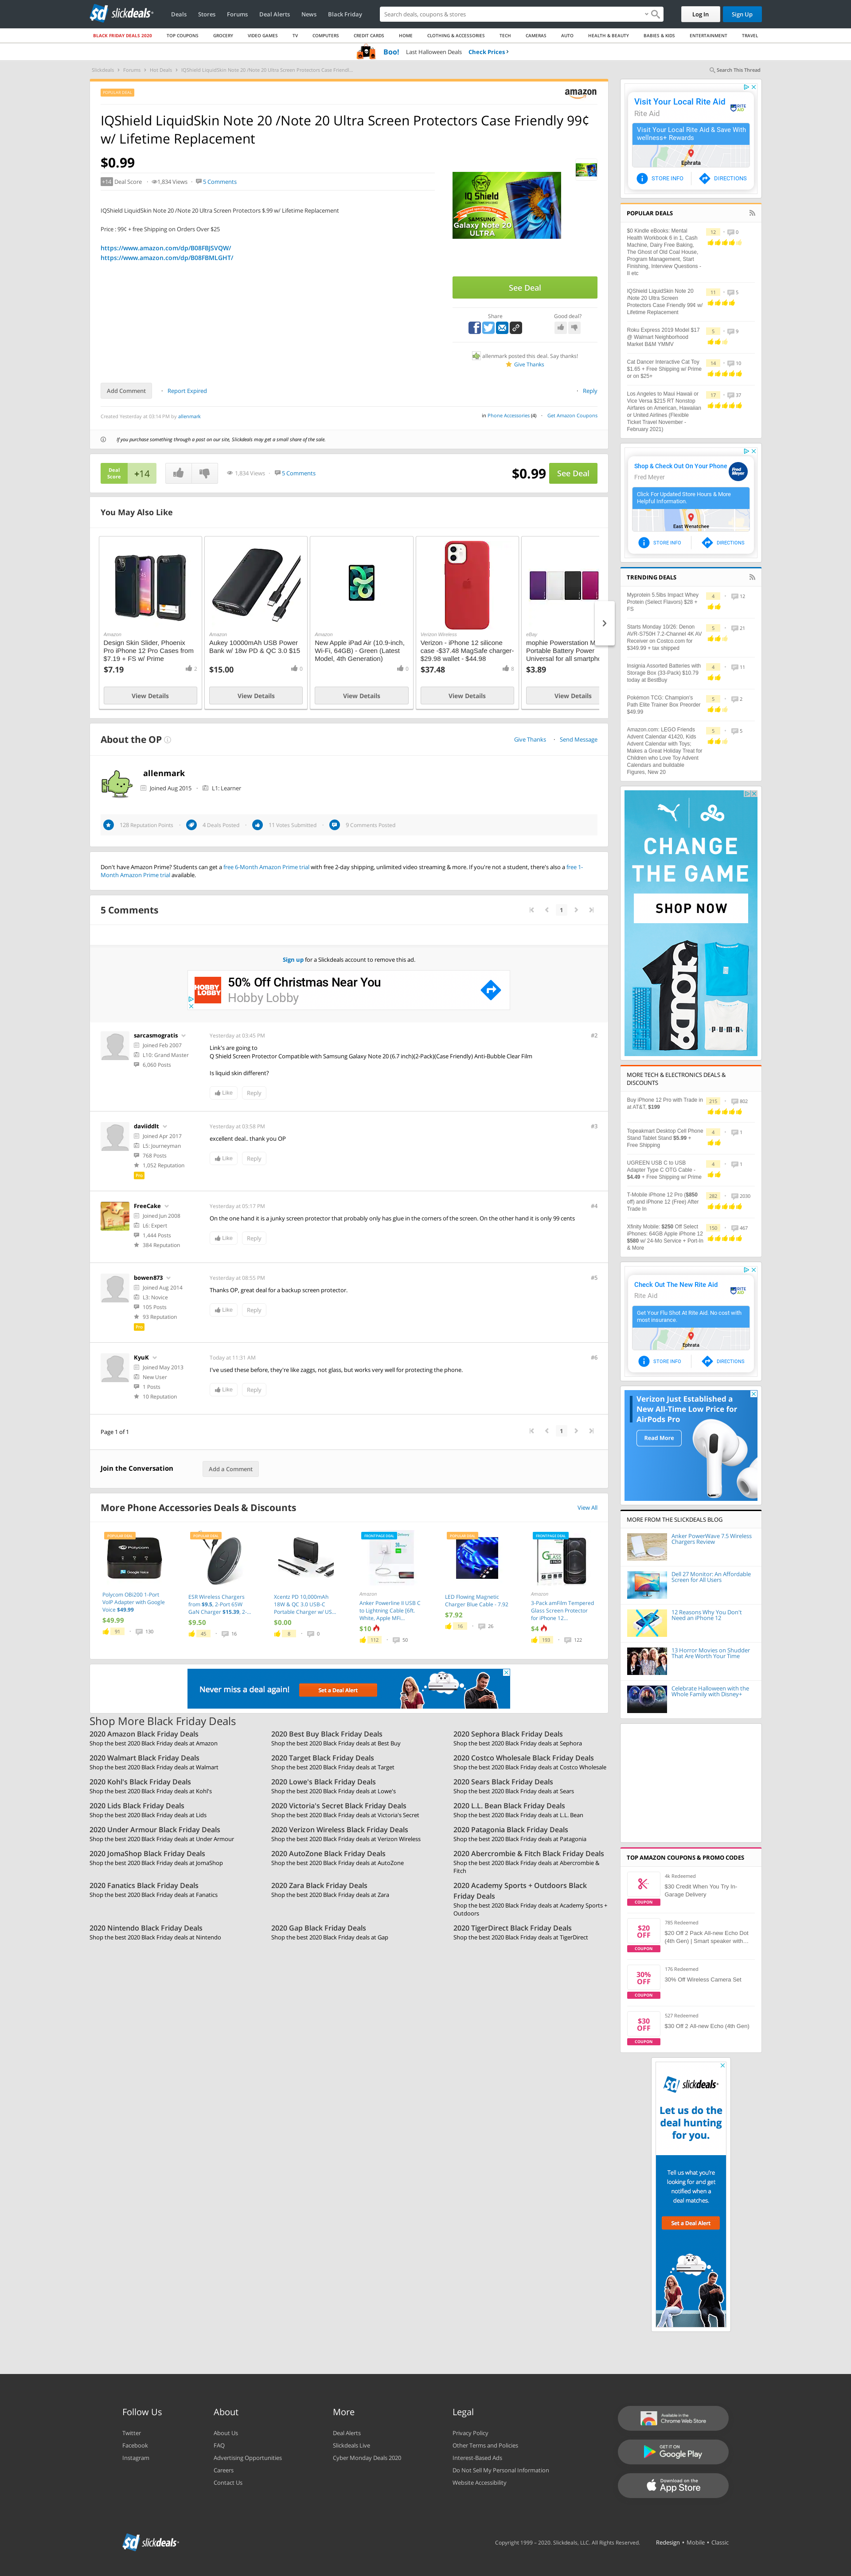 slickdeals
Deals Stores Forums Deal Alerts News Black Friday
Search deals, coupons & stores
Log In
Sign Up
BLACK FRIDAY DEALS 2020 TOP COUPONS GROCERY VIDEO GAMES TV COMPUTERS CREDIT CARDS HOME CLOTHING & ACCESSORIES TECH CAMERAS AUTO HEALTH & BEAUTY BABIES & KIDS ENTERTAINMENT TRAVEL
Boo! Last Halloween Deals Check Prices
Slickdeals Forums Hot Deals IQShield LiquidSkin Note 20 /Note 20 Ultra Screen Protectors Case Friendl...
Search This Thread
POPULAR DEAL
amazon
IQShield LiquidSkin Note 20 /Note 20 Ultra Screen Protectors Case Friendly 99¢
w/ Lifetime Replacement
$0.99
+14 Deal Score 1,834 Views 5 Comments
IQShield LiquidSkin Note 20 /Note 20 Ultra Screen Protectors $.99 w/ Lifetime Replacement
Price : 99¢ + free Shipping on Orders Over $25
https://www.amazon.com/dp/B08FBJSVQW/
https://www.amazon.com/dp/B08FBMLGHT/
IQ Shield
SAMSUNG
Galaxy Note 20
ULTRA
See Deal
Share
Good deal?
allenmark posted this deal. Say thanks!
Give Thanks
Add Comment
Report Expired
Reply
Created Yesterday at 03:14 PM by allenmark
in Phone Accessories (4) Get Amazon Coupons
If you purchase something through a post on our site, Slickdeals may get a small share of the sale.
Deal
Score
+14
1,834 Views 5 Comments
$0.99
See Deal
You May Also Like
Amazon
Design Skin Slider, Phoenix
Pro iPhone 12 Pro Cases from
$7.19 + FS w/ Prime
$7.19
2
View Details
Amazon
Aukey 10000mAh USB Power
Bank w/ 18w PD & QC 3.0 $15
$15.00
0
View Details
Amazon
New Apple iPad Air (10.9-inch,
Wi-Fi, 64GB) - Green (Latest
Model, 4th Generation)
0
View Details
Verizon Wireless
Verizon - iPhone 12 silicone
case -$37.48 MagSafe charger-
$29.98 wallet - $44.98
$37.48
8
View Details
eBay
mophie Powerstation M
Portable Battery Power
Universal for all smartpho
$3.89
View Details
About the OP
Give Thanks Send Message
allenmark
Joined Aug 2015 L1: Learner
128 Reputation Points 4 Deals Posted 11 Votes Submitted 9 Comments Posted
Don't have Amazon Prime? Students can get a free 6-Month Amazon Prime trial with free 2-day shipping, unlimited video streaming & more. If you're not a student, there's also a free 1-
Month Amazon Prime trial available.
5 Comments
1
Sign up for a Slickdeals account to remove this ad.
HOBBY
LOBBY
50% Off Christmas Near You
Hobby Lobby
sarcasmogratis
Joined Feb 2007
L10: Grand Master
6,060 Posts
Yesterday at 03:45 PM
#2
Link's are going to
Q Shield Screen Protector Compatible with Samsung Galaxy Note 20 (6.7 inch)(2-Pack)(Case Friendly) Anti-Bubble Clear Film
Is liquid skin different?
Like Reply
daviiddlt
Joined Apr 2017
L5: Journeyman
768 Posts
1,052 Reputation
Pro
Yesterday at 03:58 PM
#3
excellent deal.. thank you OP
Like Reply
FreeCake
Joined Jun 2008
L6: Expert
1,444 Posts
384 Reputation
Yesterday at 05:17 PM
#4
On the one hand it is a junky screen protector that probably only has glue in the corners of the screen. On the other hand it is only 99 cents
Like Reply
bowen873
Joined Aug 2014
L3: Novice
105 Posts
93 Reputation
Pro
Yesterday at 08:55 PM
#5
Thanks OP, great deal for a backup screen protector.
Like Reply
KyuK
Joined May 2013
New User
1 Posts
10 Reputation
Today at 11:31 AM
#6
I've used these before, they're like zaggs, not glass, but works very well for protecting the phone.
Like Reply
Page 1 of 1
1
Join the Conversation
Add a Comment
More Phone Accessories Deals & Discounts
View All
POPULAR DEAL
Polycom OBi200 1-Port
VoIP Adapter with Google
Voice $49.99
$49.99
91 130
POPULAR DEAL
ESR Wireless Chargers
from $9.5, 2-Port 65W
GaN Charger $15.39, 2-...
$9.50
45 16
Xcentz PD 10,000mAh
18W & QC 3.0 USB-C
Portable Charger w/ US...
$0.00
8 0
FRONTPAGE DEAL
Amazon
Anker Powerline II USB C
to Lightning Cable [6ft,
White, Apple MFi...
$10
112 50
POPULAR DEAL
LED Flowing Magnetic
Charger Blue Cable - 7.92
$7.92
16 26
FRONTPAGE DEAL
Amazon
3-Pack amFilm Tempered
Glass Screen Protector
for iPhone 12...
$4
193 122
Never miss a deal again!
Set a Deal Alert
Shop More Black Friday Deals
2020 Amazon Black Friday Deals
Shop the best 2020 Black Friday deals at Amazon
2020 Best Buy Black Friday Deals
Shop the best 2020 Black Friday deals at Best Buy
2020 Sephora Black Friday Deals
Shop the best 2020 Black Friday deals at Sephora
2020 Walmart Black Friday Deals
Shop the best 2020 Black Friday deals at Walmart
2020 Target Black Friday Deals
Shop the best 2020 Black Friday deals at Target
2020 Costco Wholesale Black Friday Deals
Shop the best 2020 Black Friday deals at Costco Wholesale
2020 Kohl's Black Friday Deals
Shop the best 2020 Black Friday deals at Kohl's
2020 Lowe's Black Friday Deals
Shop the best 2020 Black Friday deals at Lowe's
2020 Sears Black Friday Deals
Shop the best 2020 Black Friday deals at Sears
2020 Lids Black Friday Deals
Shop the best 2020 Black Friday deals at Lids
2020 Victoria's Secret Black Friday Deals
Shop the best 2020 Black Friday deals at Victoria's Secret
2020 L.L. Bean Black Friday Deals
Shop the best 2020 Black Friday deals at L.L. Bean
2020 Under Armour Black Friday Deals
Shop the best 2020 Black Friday deals at Under Armour
2020 Verizon Wireless Black Friday Deals
Shop the best 2020 Black Friday deals at Verizon Wireless
2020 Patagonia Black Friday Deals
Shop the best 2020 Black Friday deals at Patagonia
2020 JomaShop Black Friday Deals
Shop the best 2020 Black Friday deals at JomaShop
2020 AutoZone Black Friday Deals
Shop the best 2020 Black Friday deals at AutoZone
2020 Abercrombie & Fitch Black Friday Deals
Shop the best 2020 Black Friday deals at Abercrombie &
Fitch
2020 Fanatics Black Friday Deals
Shop the best 2020 Black Friday deals at Fanatics
2020 Zara Black Friday Deals
Shop the best 2020 Black Friday deals at Zara
2020 Academy Sports + Outdoors Black
Friday Deals
Shop the best 2020 Black Friday deals at Academy Sports +
Outdoors
2020 Nintendo Black Friday Deals
Shop the best 2020 Black Friday deals at Nintendo
2020 Gap Black Friday Deals
Shop the best 2020 Black Friday deals at Gap
2020 TigerDirect Black Friday Deals
Shop the best 2020 Black Friday deals at TigerDirect
Visit Your Local Rite Aid
Rite Aid
Visit Your Local Rite Aid & Save With
wellness+ Rewards
Ephrata
STORE INFO DIRECTIONS
POPULAR DEALS
$0 Kindle eBooks: Mental
Health Workbook 6 in 1, Cash
Machine, Dairy Free Baking,
The Ghost of Old Coal House,
Program Management, Start
Finishing, Interview Questions -
ll etc
12 0
IQShield LiquidSkin Note 20
/Note 20 Ultra Screen
Protectors Case Friendly 99¢ w/
Lifetime Replacement
11 5
Roku Express 2019 Model $17
@ Walmart Neighborhood
Market B&M YMMV
5 9
Cat Dancer Interactive Cat Toy
$1.65 + Free Shipping w/ Prime
or on $25+
14 10
Los Angeles to Maui Hawaii or
Vice Versa $215 RT Nonstop
Airfares on American, Hawaiian
or United Airlines (Flexible
Ticket Travel November -
February 2021)
17 37
Shop & Check Out On Your Phone
Fred Meyer
Click For Updated Store Hours & More
Helpful Information.
East Wenatchee
STORE INFO DIRECTIONS
TRENDING DEALS
Myprotein 5.5lbs Impact Whey
Protein (Select Flavors) $28 +
FS
4 12
Starts Monday 10/26. Denon
AVR-S750H 7.2-Channel 4K AV
Receiver on Costco.com for
$349.99 + tax shipped
5 21
Insignia Assorted Batteries with
Storage Box (33-Pack) $10.79
today at BestBuy
4 11
Pokémon TCG: Champion's
Path Elite Trainer Box Preorder
$49.99
5 2
Amazon.com: LEGO Friends
Advent Calendar 41420, Kids
Advent Calendar with Toys;
Makes a Great Holiday Treat for
Children who Love Toy Advent
Calendars and buildable
Figures, New 20
5 5
CHANGE
THE GAME
SHOP NOW
PUMA
MORE TECH & ELECTRONICS DEALS &
DISCOUNTS
Buy iPhone 12 Pro with Trade in
at AT&T, $199
215 802
Topeakmart Desktop Cell Phone
Stand Tablet Stand $5.99 +
Free Shipping
4 1
UGREEN USB C to USB
Adapter Type C OTG Cable -
$4.49 + Free Shipping w/ Prime
4 1
T-Mobile iPhone 12 Pro ($850
off) and iPhone 12 (Free) After
Trade In
282 2030
Xfinity Mobile: $250 Off Select
iPhones: 64GB Apple iPhone 12
$580 w/ 24-Mo Service + Port-In
& More
150 467
Check Out The New Rite Aid
Rite Aid
Get Your Flu Shot At Rite Aid. No cost with
most insurance.
Ephrata
STORE INFO DIRECTIONS
Verizon Just Established a
New All-Time Low Price for
AirPods Pro
Read More
MORE FROM THE SLICKDEALS BLOG
Anker PowerWave 7.5 Wireless
Chargers Review
Dell 27 Monitor: An Affordable
Screen for All Users
12 Reasons Why You Don't
Need an iPhone 12
13 Horror Movies on Shudder
That Are Worth Your Time
Celebrate Halloween with the
Whole Family with Disney+
TOP AMAZON COUPONS & PROMO CODES
COUPON
4k Redeemed
$30 Credit When You Try In-
Garage Delivery
$20
OFF
COUPON
785 Redeemed
$20 Off 2 Pack All-new Echo Dot
(4th Gen) | Smart speaker with...
30%
OFF
COUPON
176 Redeemed
30% Off Wireless Camera Set
$30
OFF
COUPON
527 Redeemed
$30 Off 2 All-new Echo (4th Gen)
slickdeals
Let us do the
deal hunting
for you.
Tell us what you're
looking for and get
notified when a
deal matches.
Set a Deal Alert
Follow Us
Twitter
Facebook
Instagram
About
About Us
FAQ
Advertising Opportunities
Careers
Contact Us
More
Deal Alerts
Slickdeals Live
Cyber Monday Deals 2020
Legal
Privacy Policy
Other Terms and Policies
Interest-Based Ads
Do Not Sell My Personal Information
Website Accessibility
Available in the
Chrome Web Store
GET IT ON
Google Play
Download on the
App Store
slickdeals
Copyright 1999 – 2020. Slickdeals, LLC. All Rights Reserved.
Redesign • Mobile • Classic